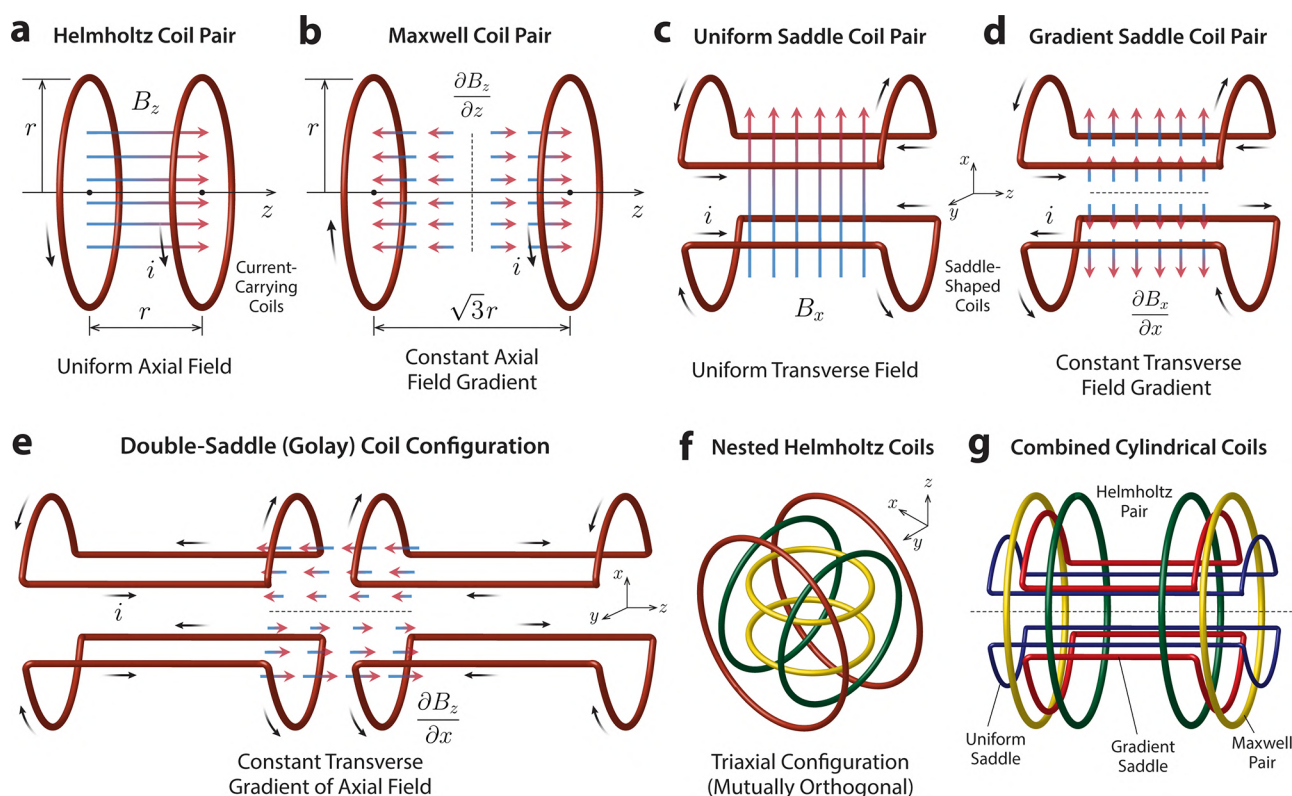 a Helmholtz Coil Pair
r
B_z
z
i
Current-
Carrying
Coils
r
Uniform Axial Field
b Maxwell Coil Pair
r
∂B_z
∂z
z
i
√3r
Constant Axial
Field Gradient
c Uniform Saddle Coil Pair
i
B_x
Saddle-
Shaped
Coils
x
z
y
Uniform Transverse Field
d Gradient Saddle Coil Pair
i
∂B_x
∂x
Constant Transverse
Field Gradient
e Double-Saddle (Golay) Coil Configuration
i
x
y
z
∂B_z
∂x
Constant Transverse
Gradient of Axial Field
f Nested Helmholtz Coils
z
x
y
Triaxial Configuration
(Mutually Orthogonal)
g Combined Cylindrical Coils
Helmholtz
Pair
Uniform
Saddle
Gradient
Saddle
Maxwell
Pair